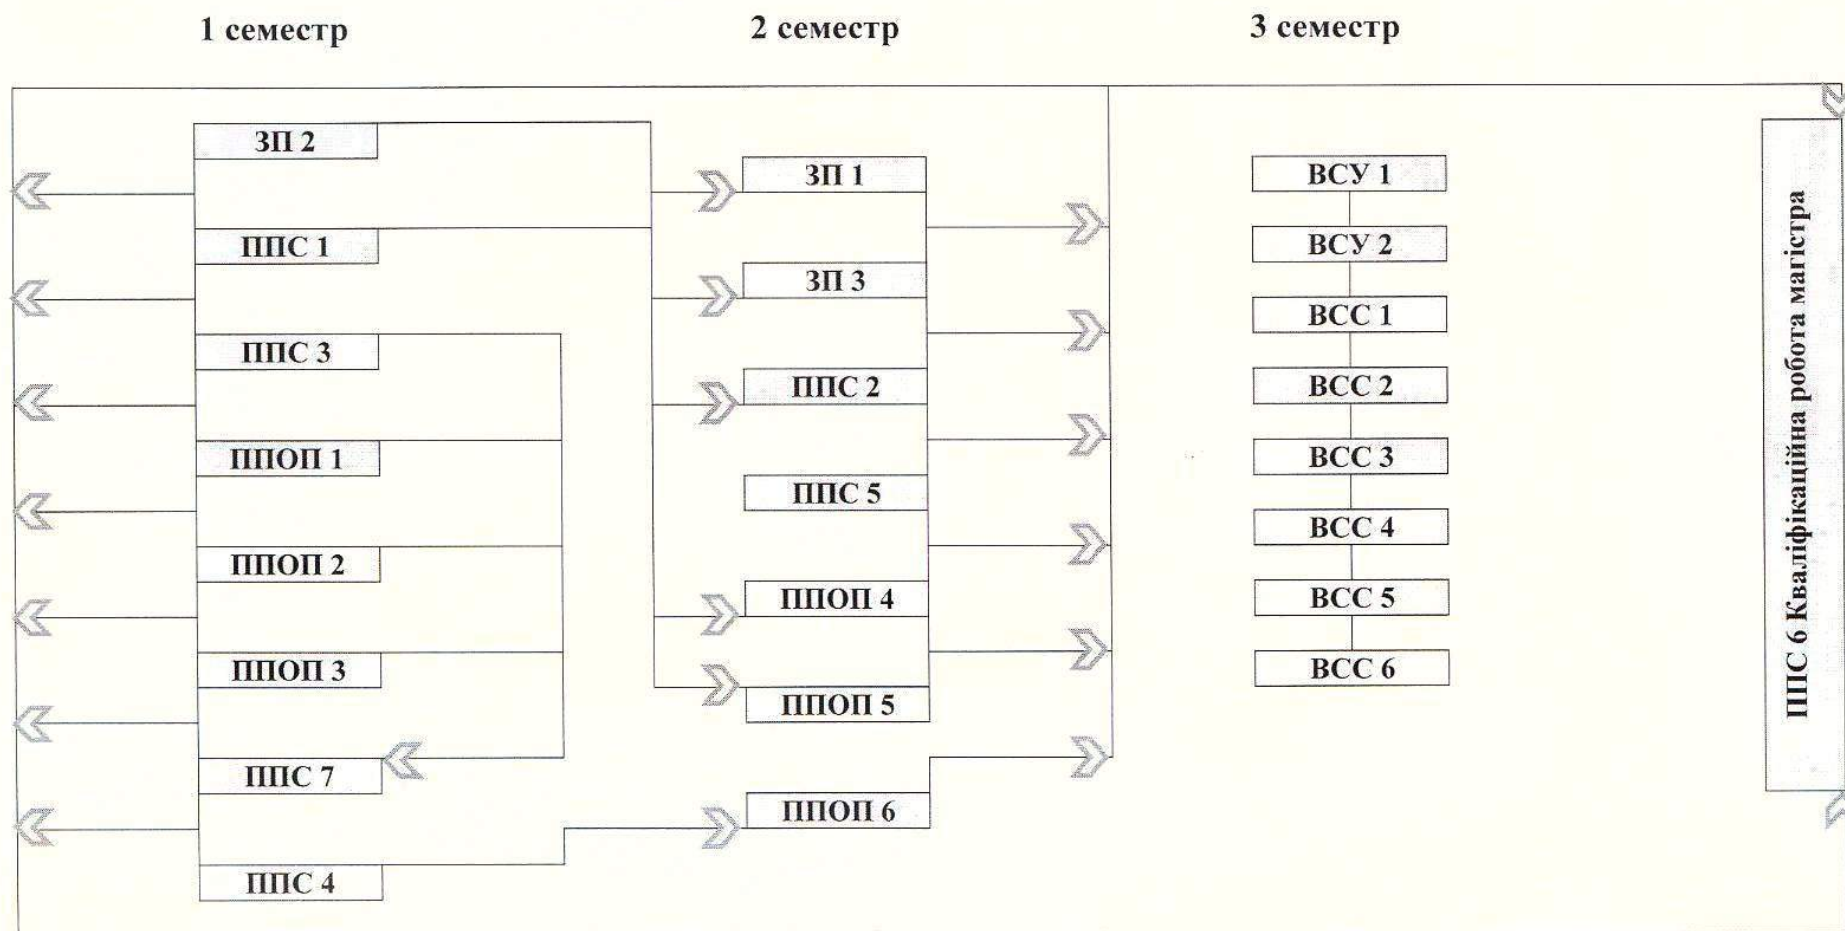 1 семестр
2 семестр
3 семестр
ЗП 2
ППС 1
ППС 3
ППОП 1
ППОП 2
ППОП 3
ППС 7
ППС 4
ЗП 1
ЗП 3
ППС 2
ППС 5
ППОП 4
ППОП 5
ППОП 6
ВСУ 1
ВСУ 2
ВСС 1
ВСС 2
ВСС 3
ВСС 4
ВСС 5
ВСС 6
ППС 6 Кваліфікаційна робота магістра